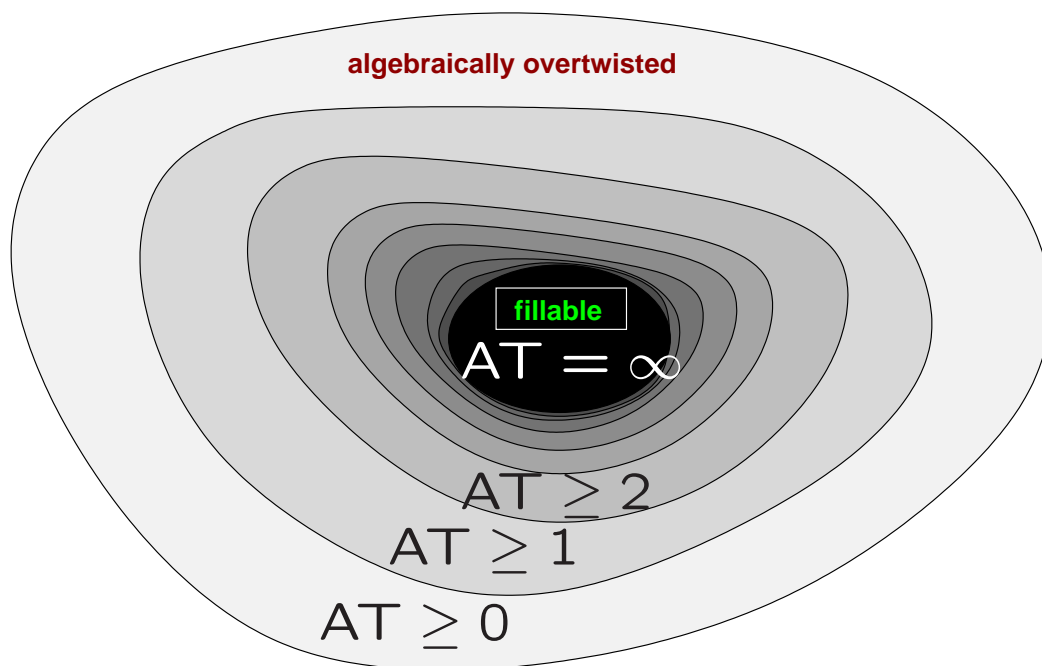 algebraically overtwisted
fillable
AT = ∞
AT ≥ 2
AT ≥ 1
AT ≥ 0